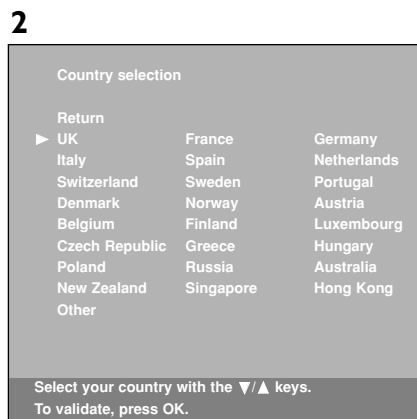 2
Country selection
Return
▶ UK France Germany
Italy Spain Netherlands
Switzerland Sweden Portugal
Denmark Norway Austria
Belgium Finland Luxembourg
Czech Republic Greece Hungary
Poland Russia Australia
New Zealand Singapore Hong Kong
Other
Select your country with the ▼/▲ keys.
To validate, press OK.